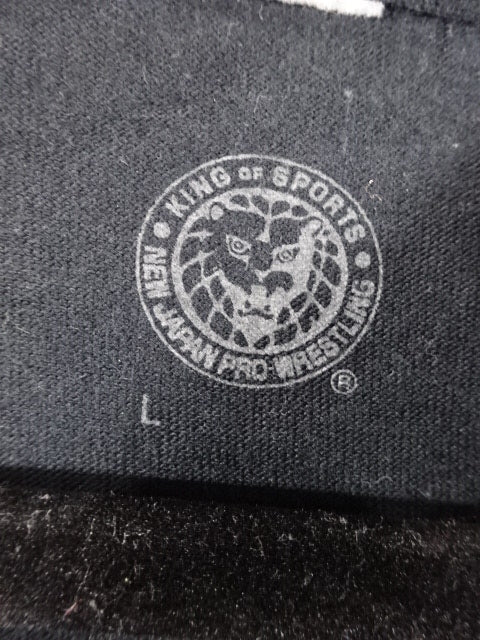 KING OF SPORTS
NEW JAPAN PRO-WRESTLING
®
L